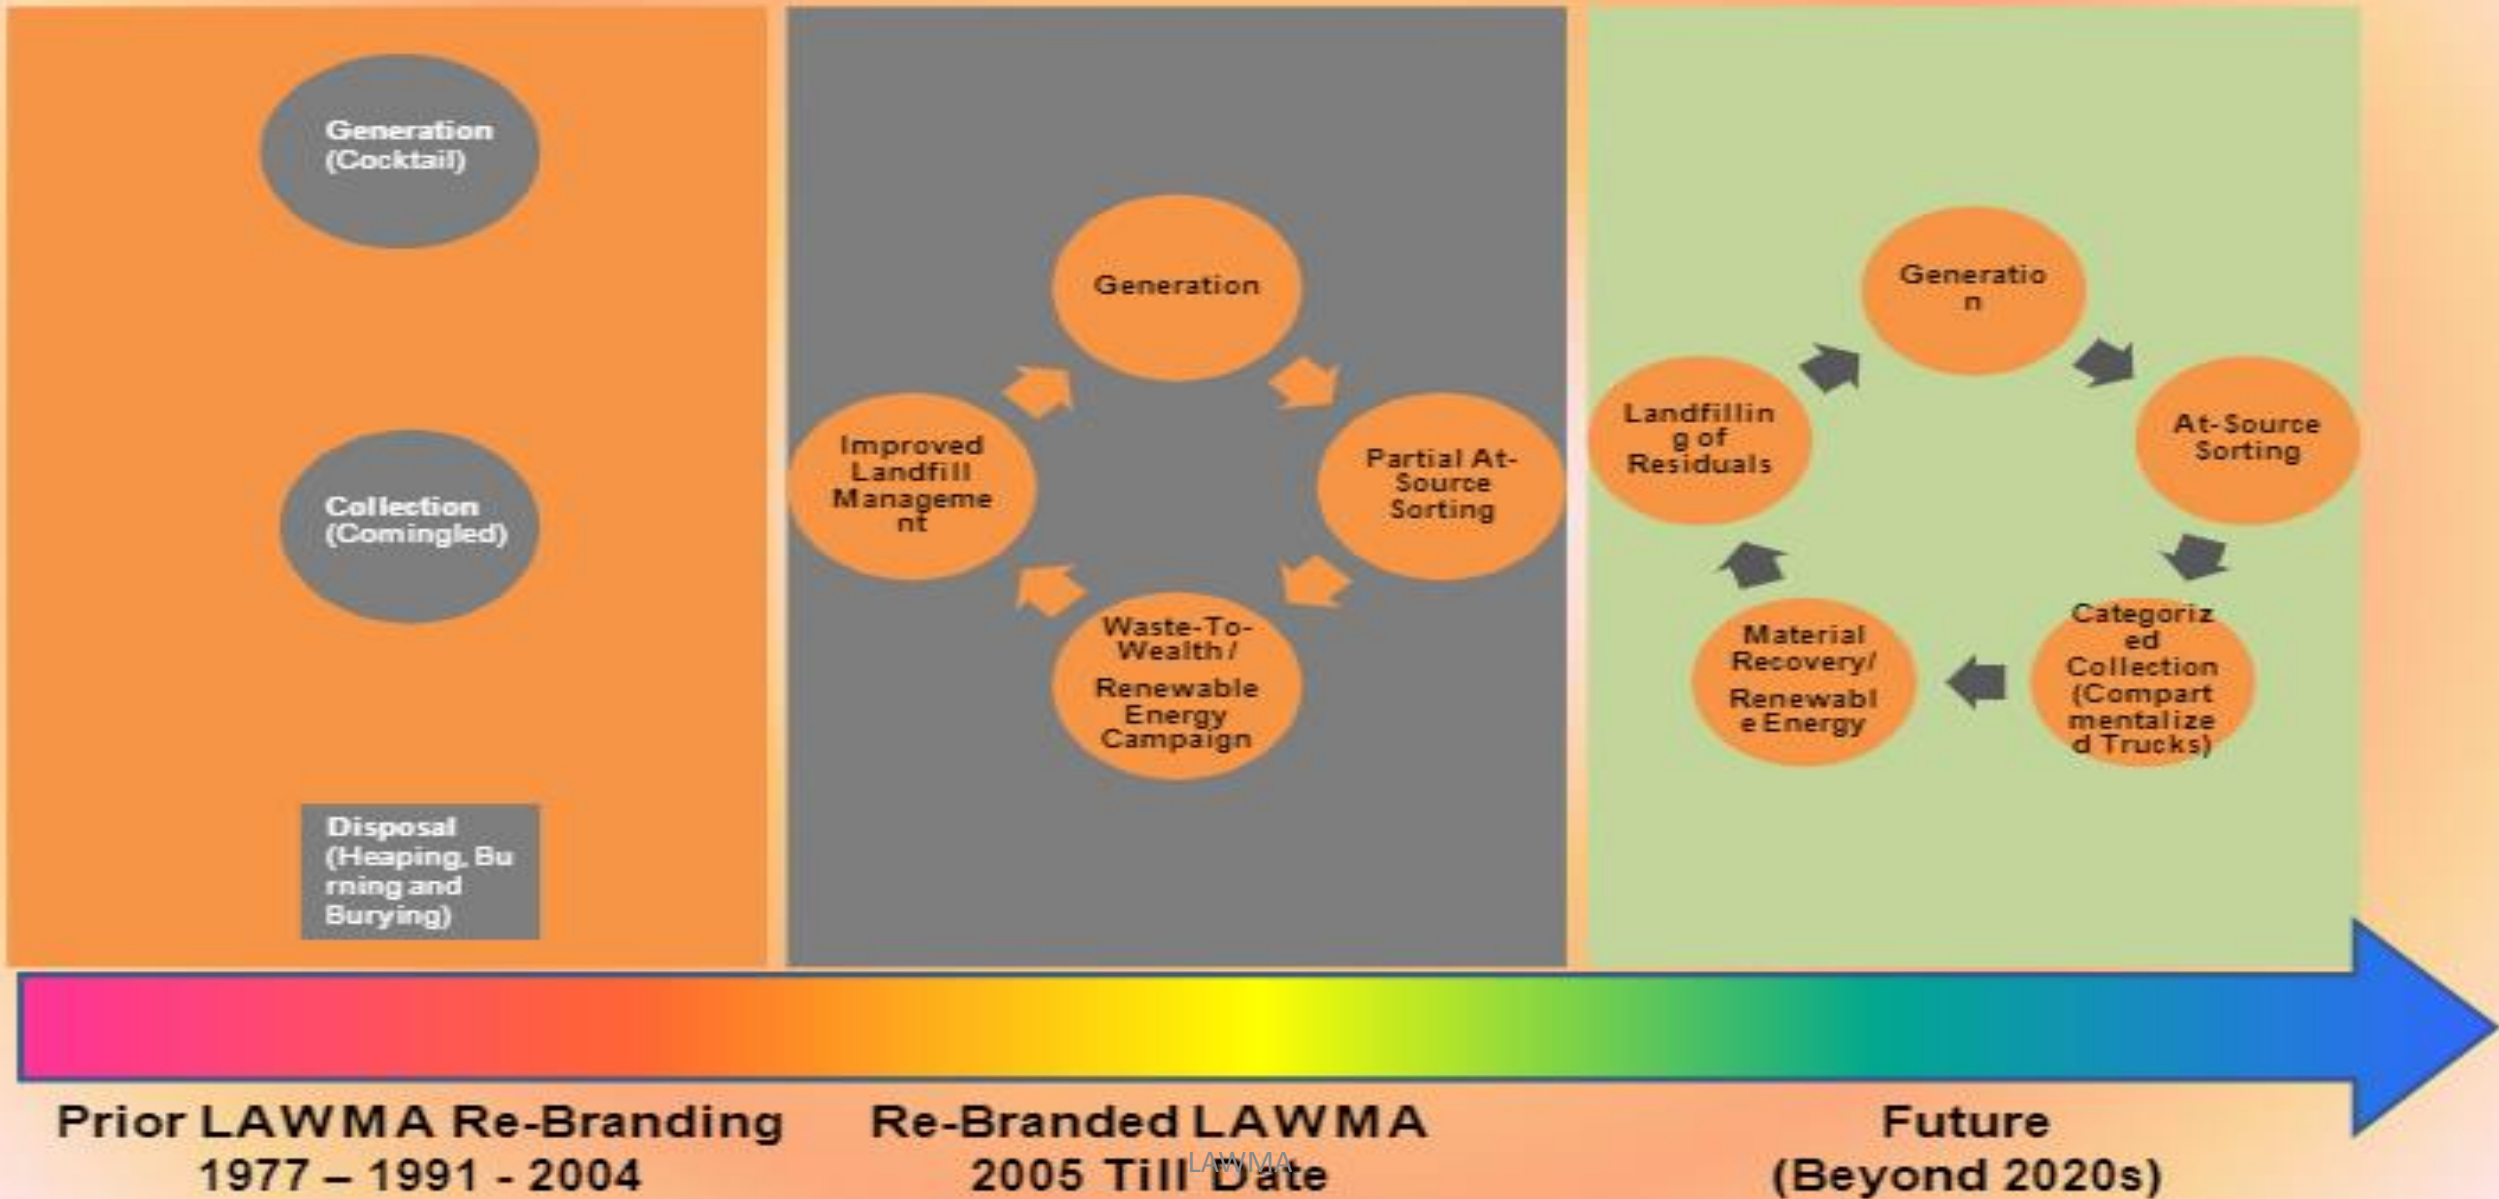 Generation
(Cocktail)
Collection
(Comingled)
Disposal
(Heaping, Bu
rning and
Burying)
Generation
Partial At-
Source
Sorting
Waste-To-
Wealth /
Renewable
Energy
Campaign
Improved
Landfill
Manageme
nt
Generatio
n
At-Source
Sorting
Categoriz
ed
Collection
(Compart
mentalize
d Trucks)
Material
Recovery/
Renewabl
e Energy
Landfillin
g of
Residuals
Prior LAWMA Re-Branding
1977 – 1991 - 2004
Re-Branded LAWMA
2005 Till Date
LAWMA
Future
(Beyond 2020s)